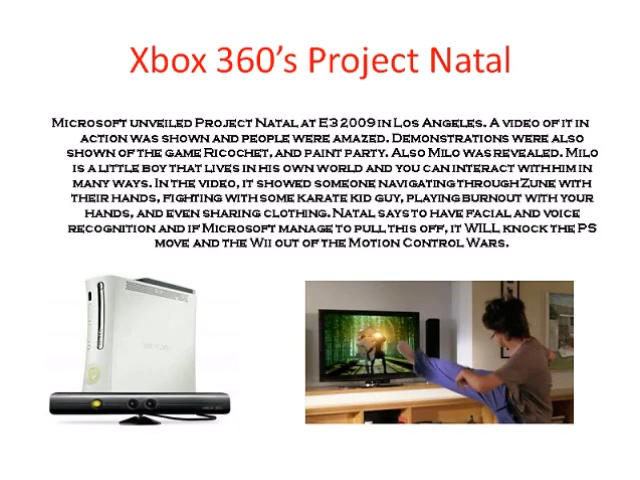 Xbox 360’s Project Natal
Microsoft unveiled Project Natal at E3 2009 in Los Angeles. A video of it in
action was shown and people were amazed. Demonstrations were also
shown of the game Ricochet, and paint party. Also Milo was revealed. Milo
is a little boy that lives in his own world and you can interact with him in
many ways. In the video, it showed someone navigating through Zune with
their hands, fighting with some karate kid guy, playing burnout with your
hands, and even sharing clothing. Natal says to have facial and voice
recognition and if Microsoft manage to pull this off, it WILL knock the PS
move and the Wii out of the Motion Control Wars.